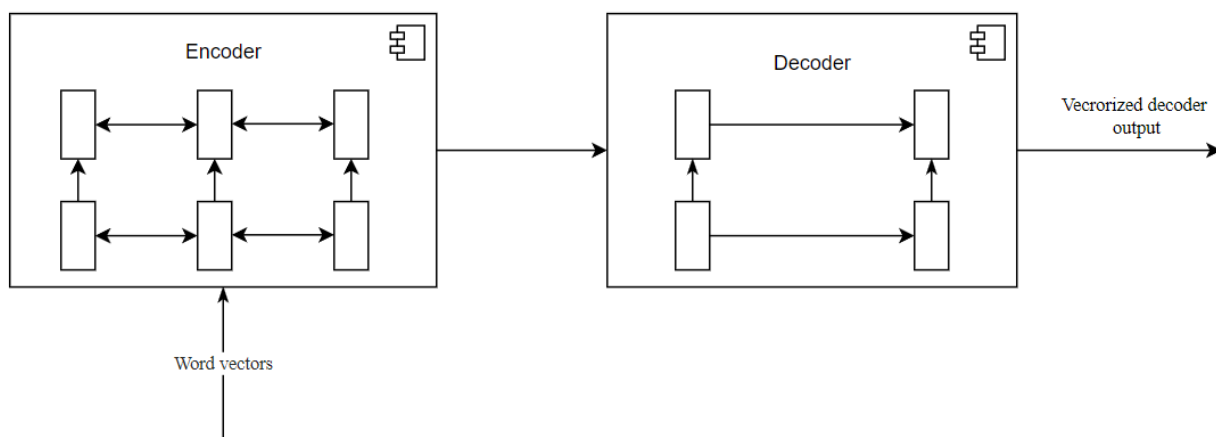 Encoder
Decoder
Vecrorized decoder
output
Word vectors